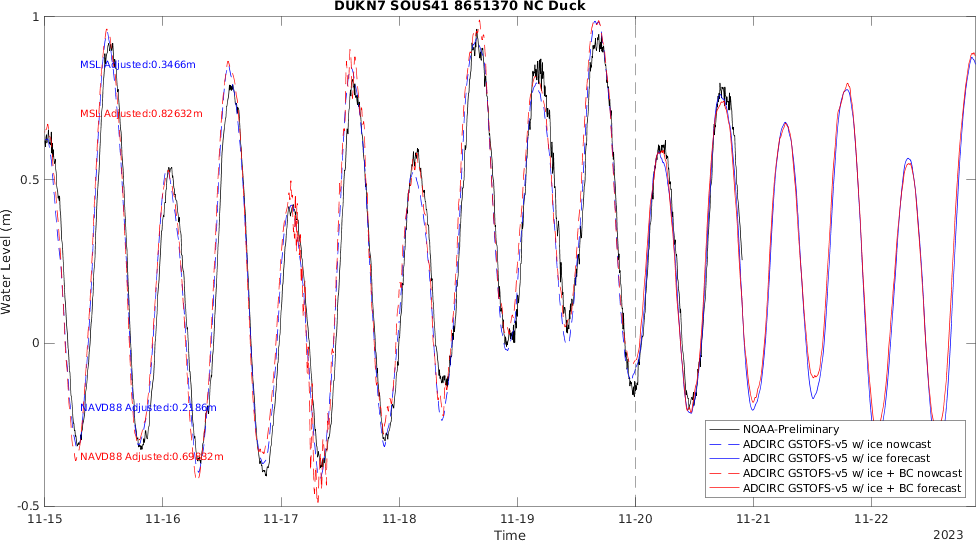 DUKN7 SOUS41 8651370 NC Duck
1
MSL Adjusted:0.3466m
MSL Adjusted:0.82632m
0.5
Water Level (m)
0
NAVD88 Adjusted:0.2186m
NAVD88 Adjusted:0.69832m
-0.5
NOAA-Preliminary
ADCIRC GSTOFS-v5 w/ ice nowcast
ADCIRC GSTOFS-v5 w/ ice forecast
ADCIRC GSTOFS-v5 w/ ice + BC nowcast
ADCIRC GSTOFS-v5 w/ ice + BC forecast
11-15 11-16 11-17 11-18 11-19 11-20 11-21 11-22
Time
2023